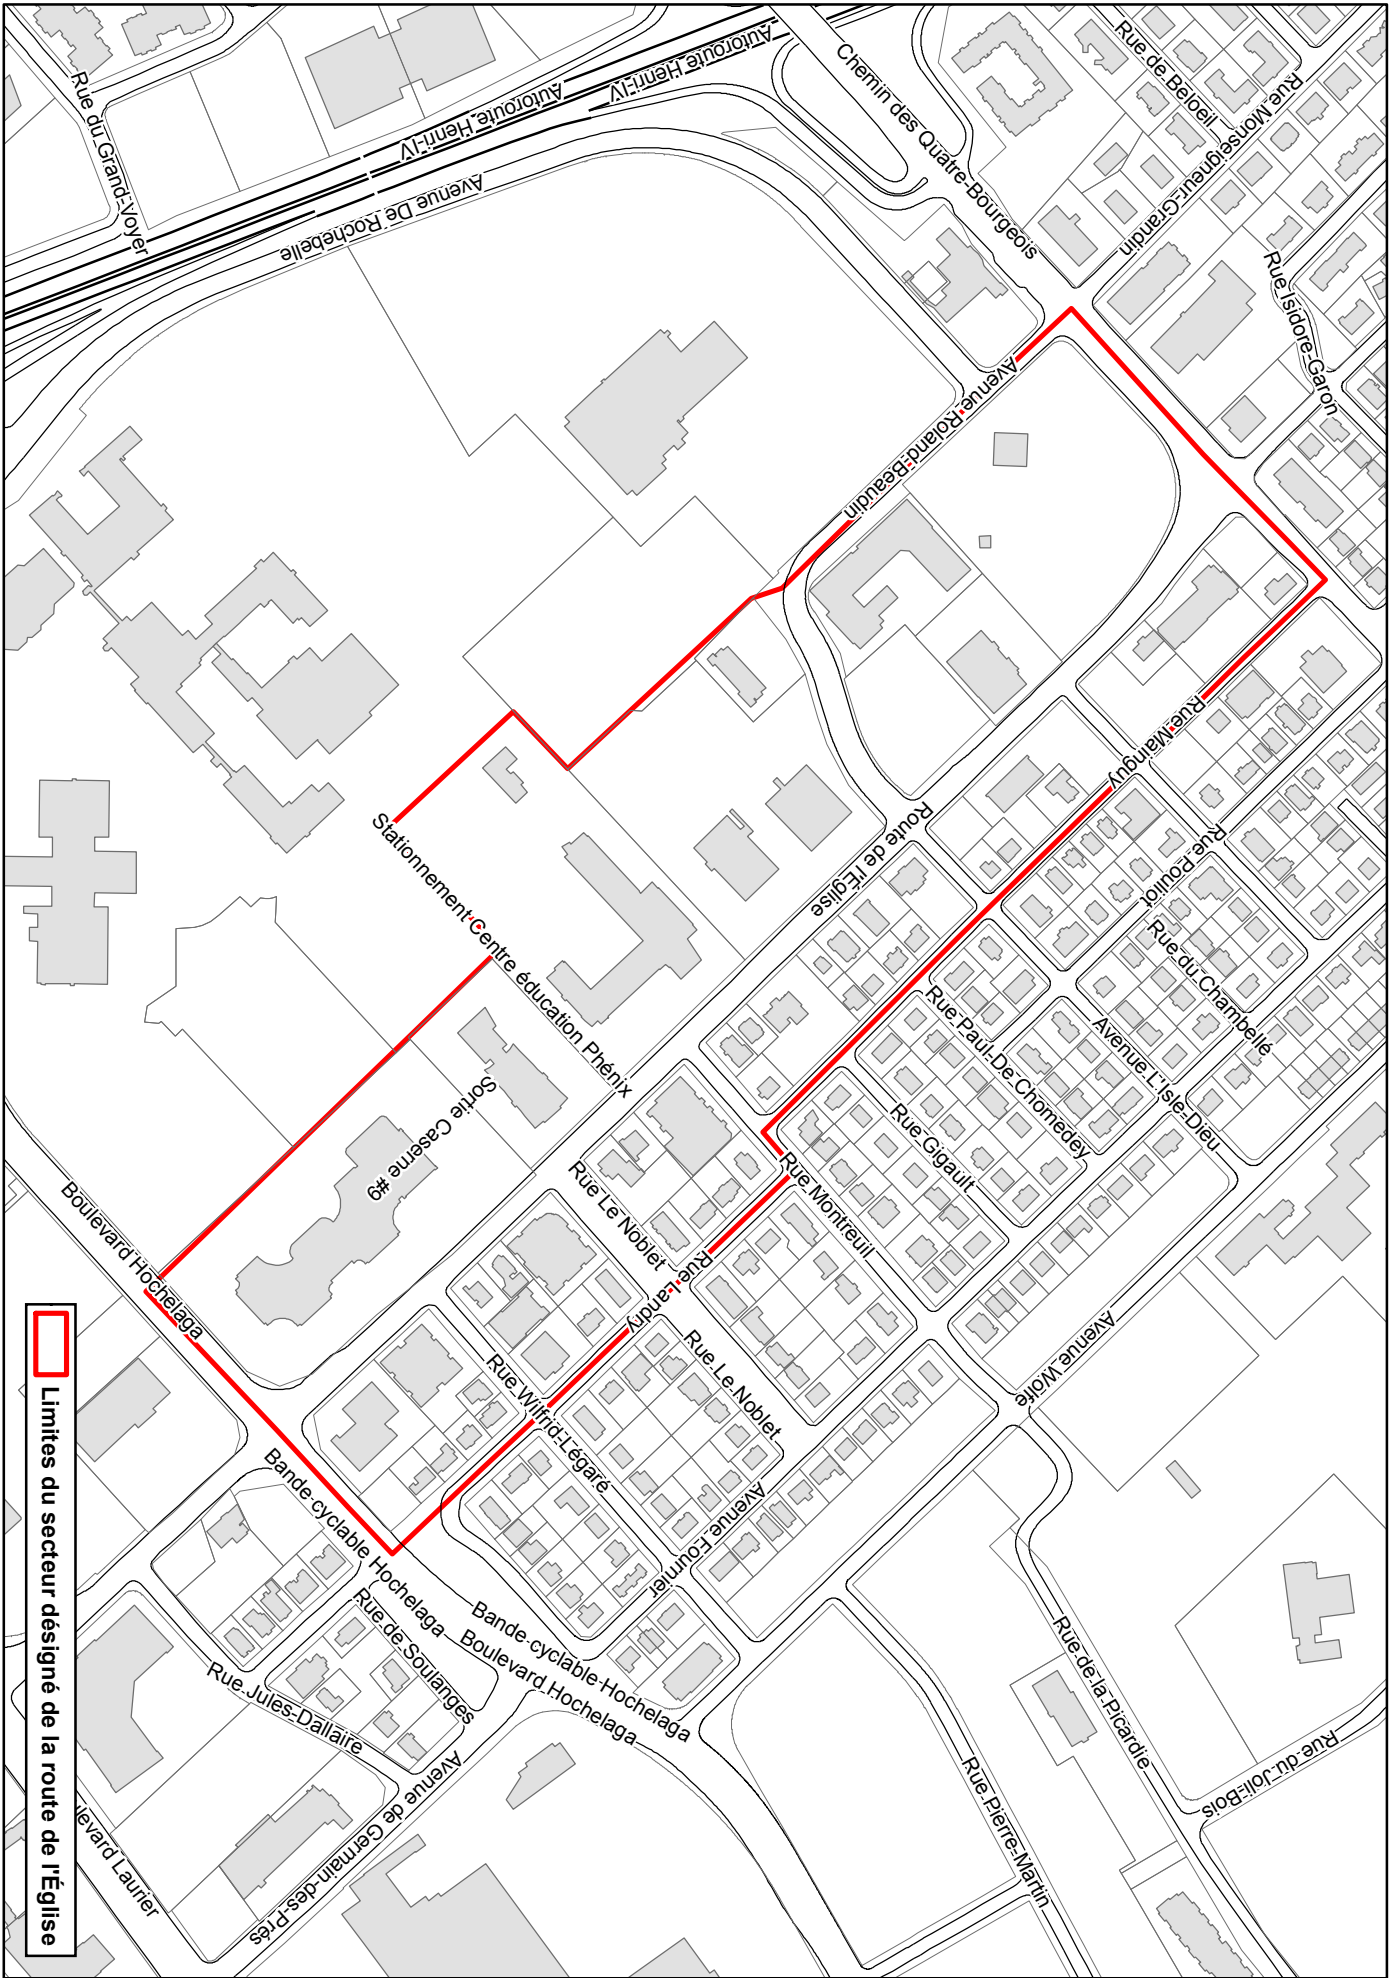 Autoroute Henri-IV
Autoroute Henri-IV
Autoroute Henri-IV
Rue du Grand-Voyer
Avenue De Rochebelle
Chemin des Quatre-Bourgeois
Rue de Beloeil
Rue Monseigneur-Grandin
Rue Isidore-Garon
Avenue Roland-Beaudin
Rue Mainguy
Rue Pouliot
Rue du Chambellé
Route de l'Église
Stationnement Centre éducation Phénix
Rue Paul-De Chomedey
Avenue L'Isle-Dieu
Rue Gigault
Sortie Caserne #9
Rue Montreuil
Rue Le Noblet
Rue Landry
Rue Le Noblet
Boulevard Hochelaga
Rue Wilfrid-Légaré
Avenue Wolfe
Avenue Fournier
Bande cyclable Hochelaga
Bande cyclable Hochelaga
Boulevard Hochelaga
Rue de Soulanges
Rue Jules-Dallaire
Avenue de Germain-des-Prés
Rue de la Picardie
Rue Pierre-Martin
Rue du Joli-Bois
levard Laurier
Limites du secteur désigné de la route de l'Église